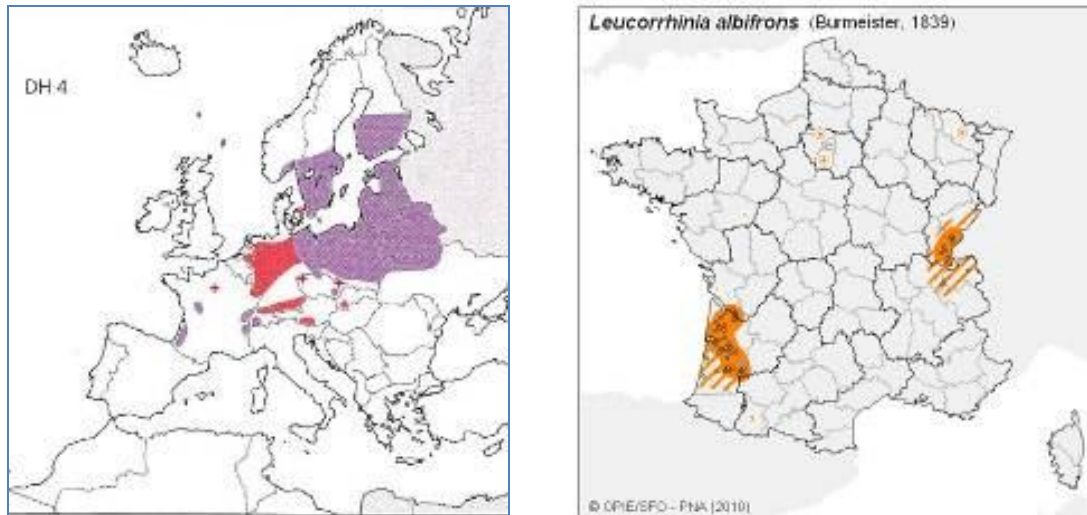 DH 4
Leucorrhinia albifrons (Burmeister, 1839)
© OPIE/SFO - PNA (2010)